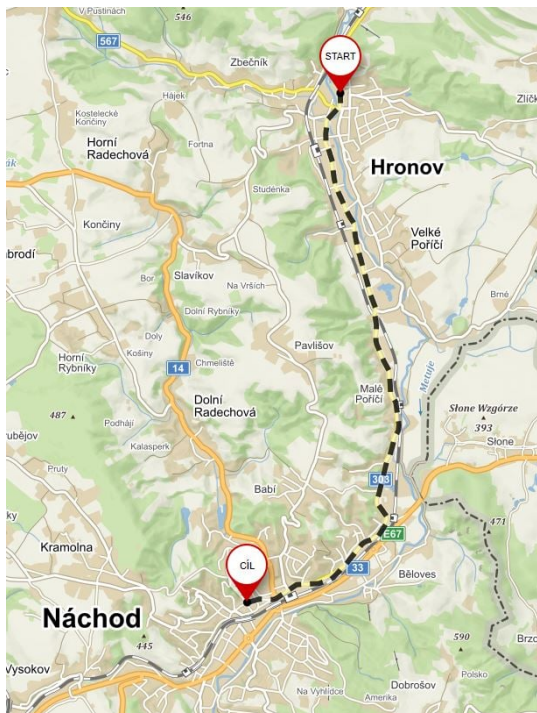 V Pustinách
546
567
START
Zbečník
Hájek
Kostelecké
Končiny
Fortna
Zlíč
Horní
Radechová
Hronov
Studénka
Končiny
Velké
Poříčí
Bor
Slavíkov
Na Vrších
Brné
Dolní Rybníky
Doly
Košiny
Pavlišov
Horní
Rybníky
14
Chmeliště
Metuje
Malé
Poříčí
Dolní
Radechová
487
Podhájí
Słone Wzgórze
393
Słone
Kalasperk
Pruty
303
Babí
471
Kramolna
E67
CÍL
33
Běloves
Náchod
445
590
Vysokov
Polsko
Na Vyhlídce
Dobrošov
Amerika